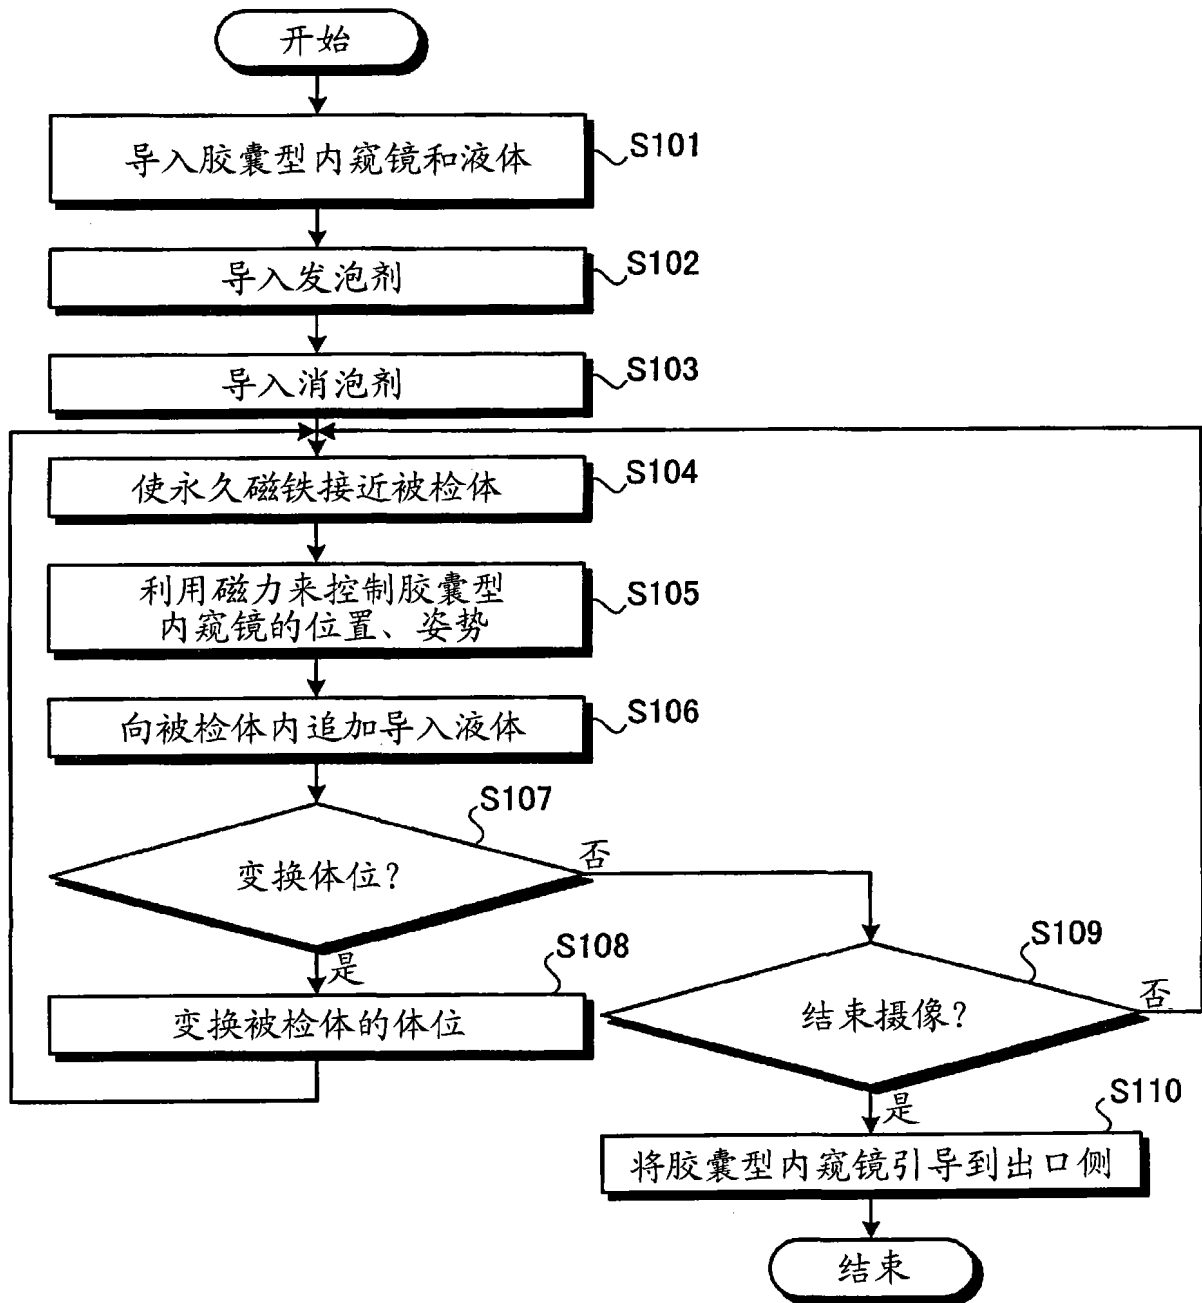 开始
导入胶囊型内窥镜和液体
S101
导入发泡剂
S102
导入消泡剂
S103
使永久磁铁接近被检体
S104
利用磁力来控制胶囊型
内窥镜的位置、姿势
S105
向被检体内追加导入液体
S106
变换体位?
S107
否
是
变换被检体的体位
S108
结束摄像?
S109
否
是
将胶囊型内窥镜引导到出口侧
S110
结束